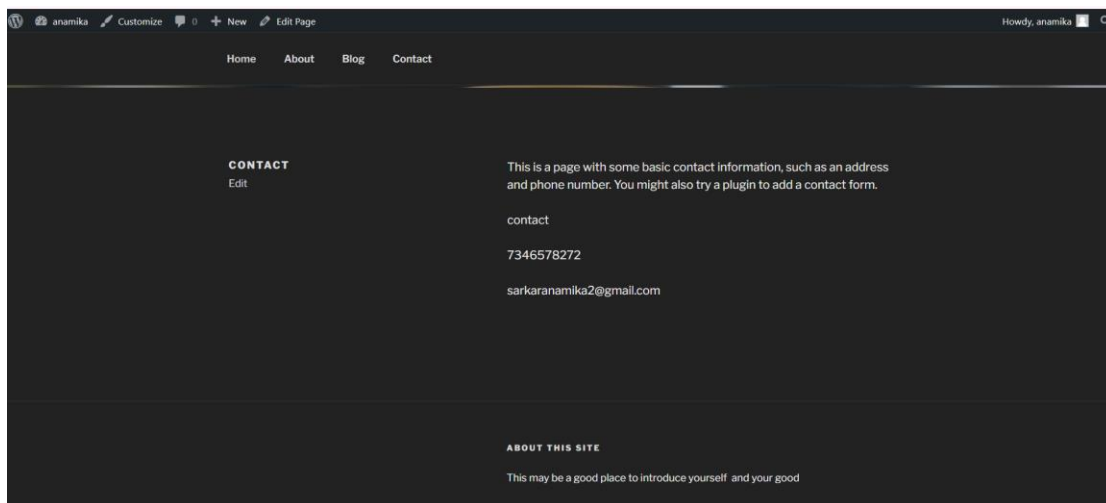 anamika Customize 0 New Edit Page Howdy, anamika
Home About Blog Contact
CONTACT
Edit
This is a page with some basic contact information, such as an address
and phone number. You might also try a plugin to add a contact form.
contact
7346578272
sarkaranamika2@gmail.com
ABOUT THIS SITE
This may be a good place to introduce yourself and your good